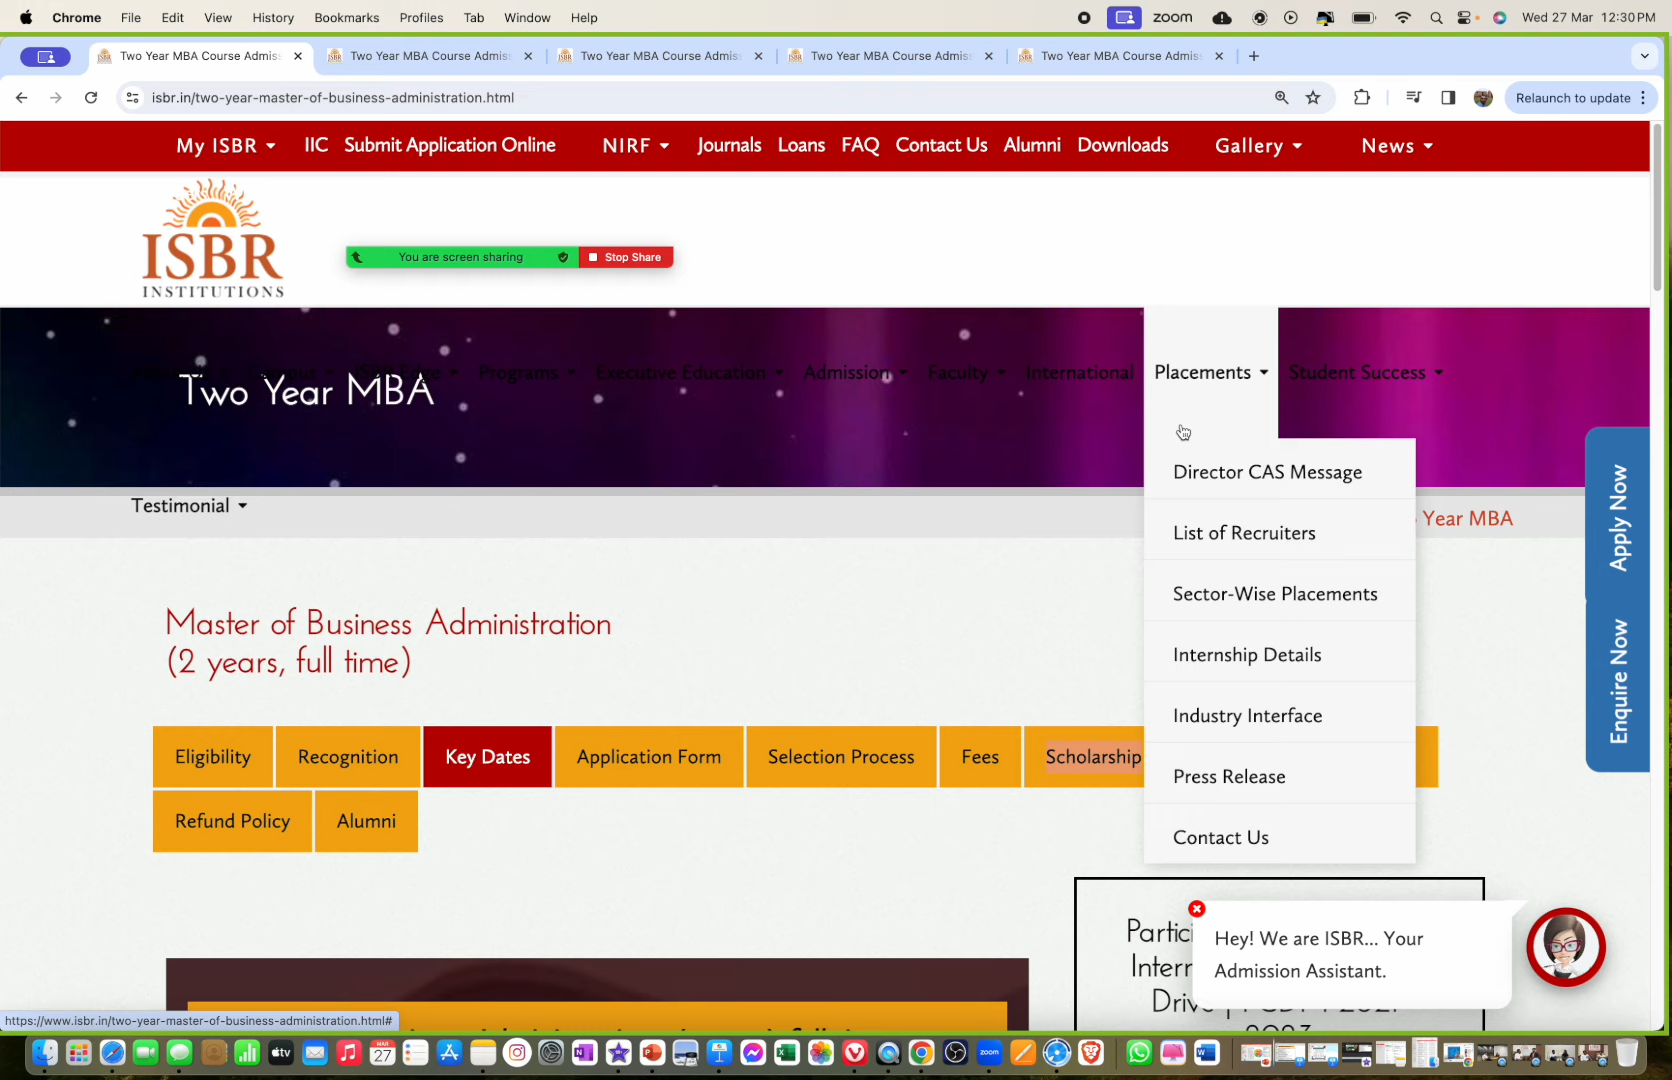 Chrome File Edit View History Bookmarks Profiles Tab Window Help zoom Wed 27 Mar 12:30PM
Two Year MBA Course Admis Two Year MBA Course Admis Two Year MBA Course Admis Two Year MBA Course Admis Two Year MBA Course Admis
isbr.in/two-year-master-of-business-administration.html Relaunch to update
My ISBR IIC Submit Application Online NIRF Journals Loans FAQ Contact Us Alumni Downloads Gallery News
ISBR
INSTITUTIONS
You are screen sharing Stop Share
Programs Executive Education Admission Faculty International Placements Student Success
Two Year MBA
Testimonial
Year MBA
Director CAS Message
List of Recruiters
Sector-Wise Placements
Internship Details
Industry Interface
Press Release
Contact Us
Apply Now
Enquire Now
Master of Business Administration
(2 years, full time)
Eligibility Recognition Key Dates Application Form Selection Process Fees Scholarship
Refund Policy Alumni
Hey! We are ISBR... Your
Admission Assistant.
https://www.isbr.in/two-year-master-of-business-administration.html#